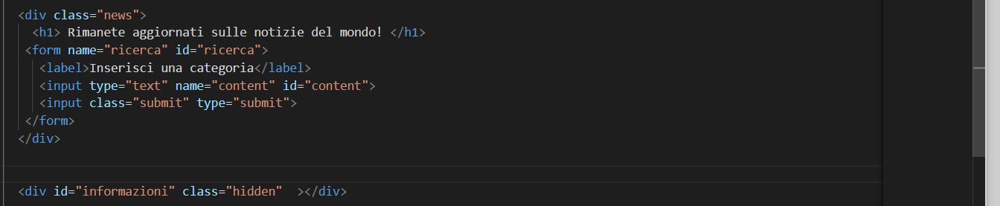 <div class="news">
<h1> Rimanete aggiornati sulle notizie del mondo! </h1>
<form name="ricerca" id="ricerca">
<label>Inserisci una categoria</label>
<input type="text" name="content" id="content">
<input class="submit" type="submit">
</form>
</div>
<div id="informazioni" class="hidden"  ></div>